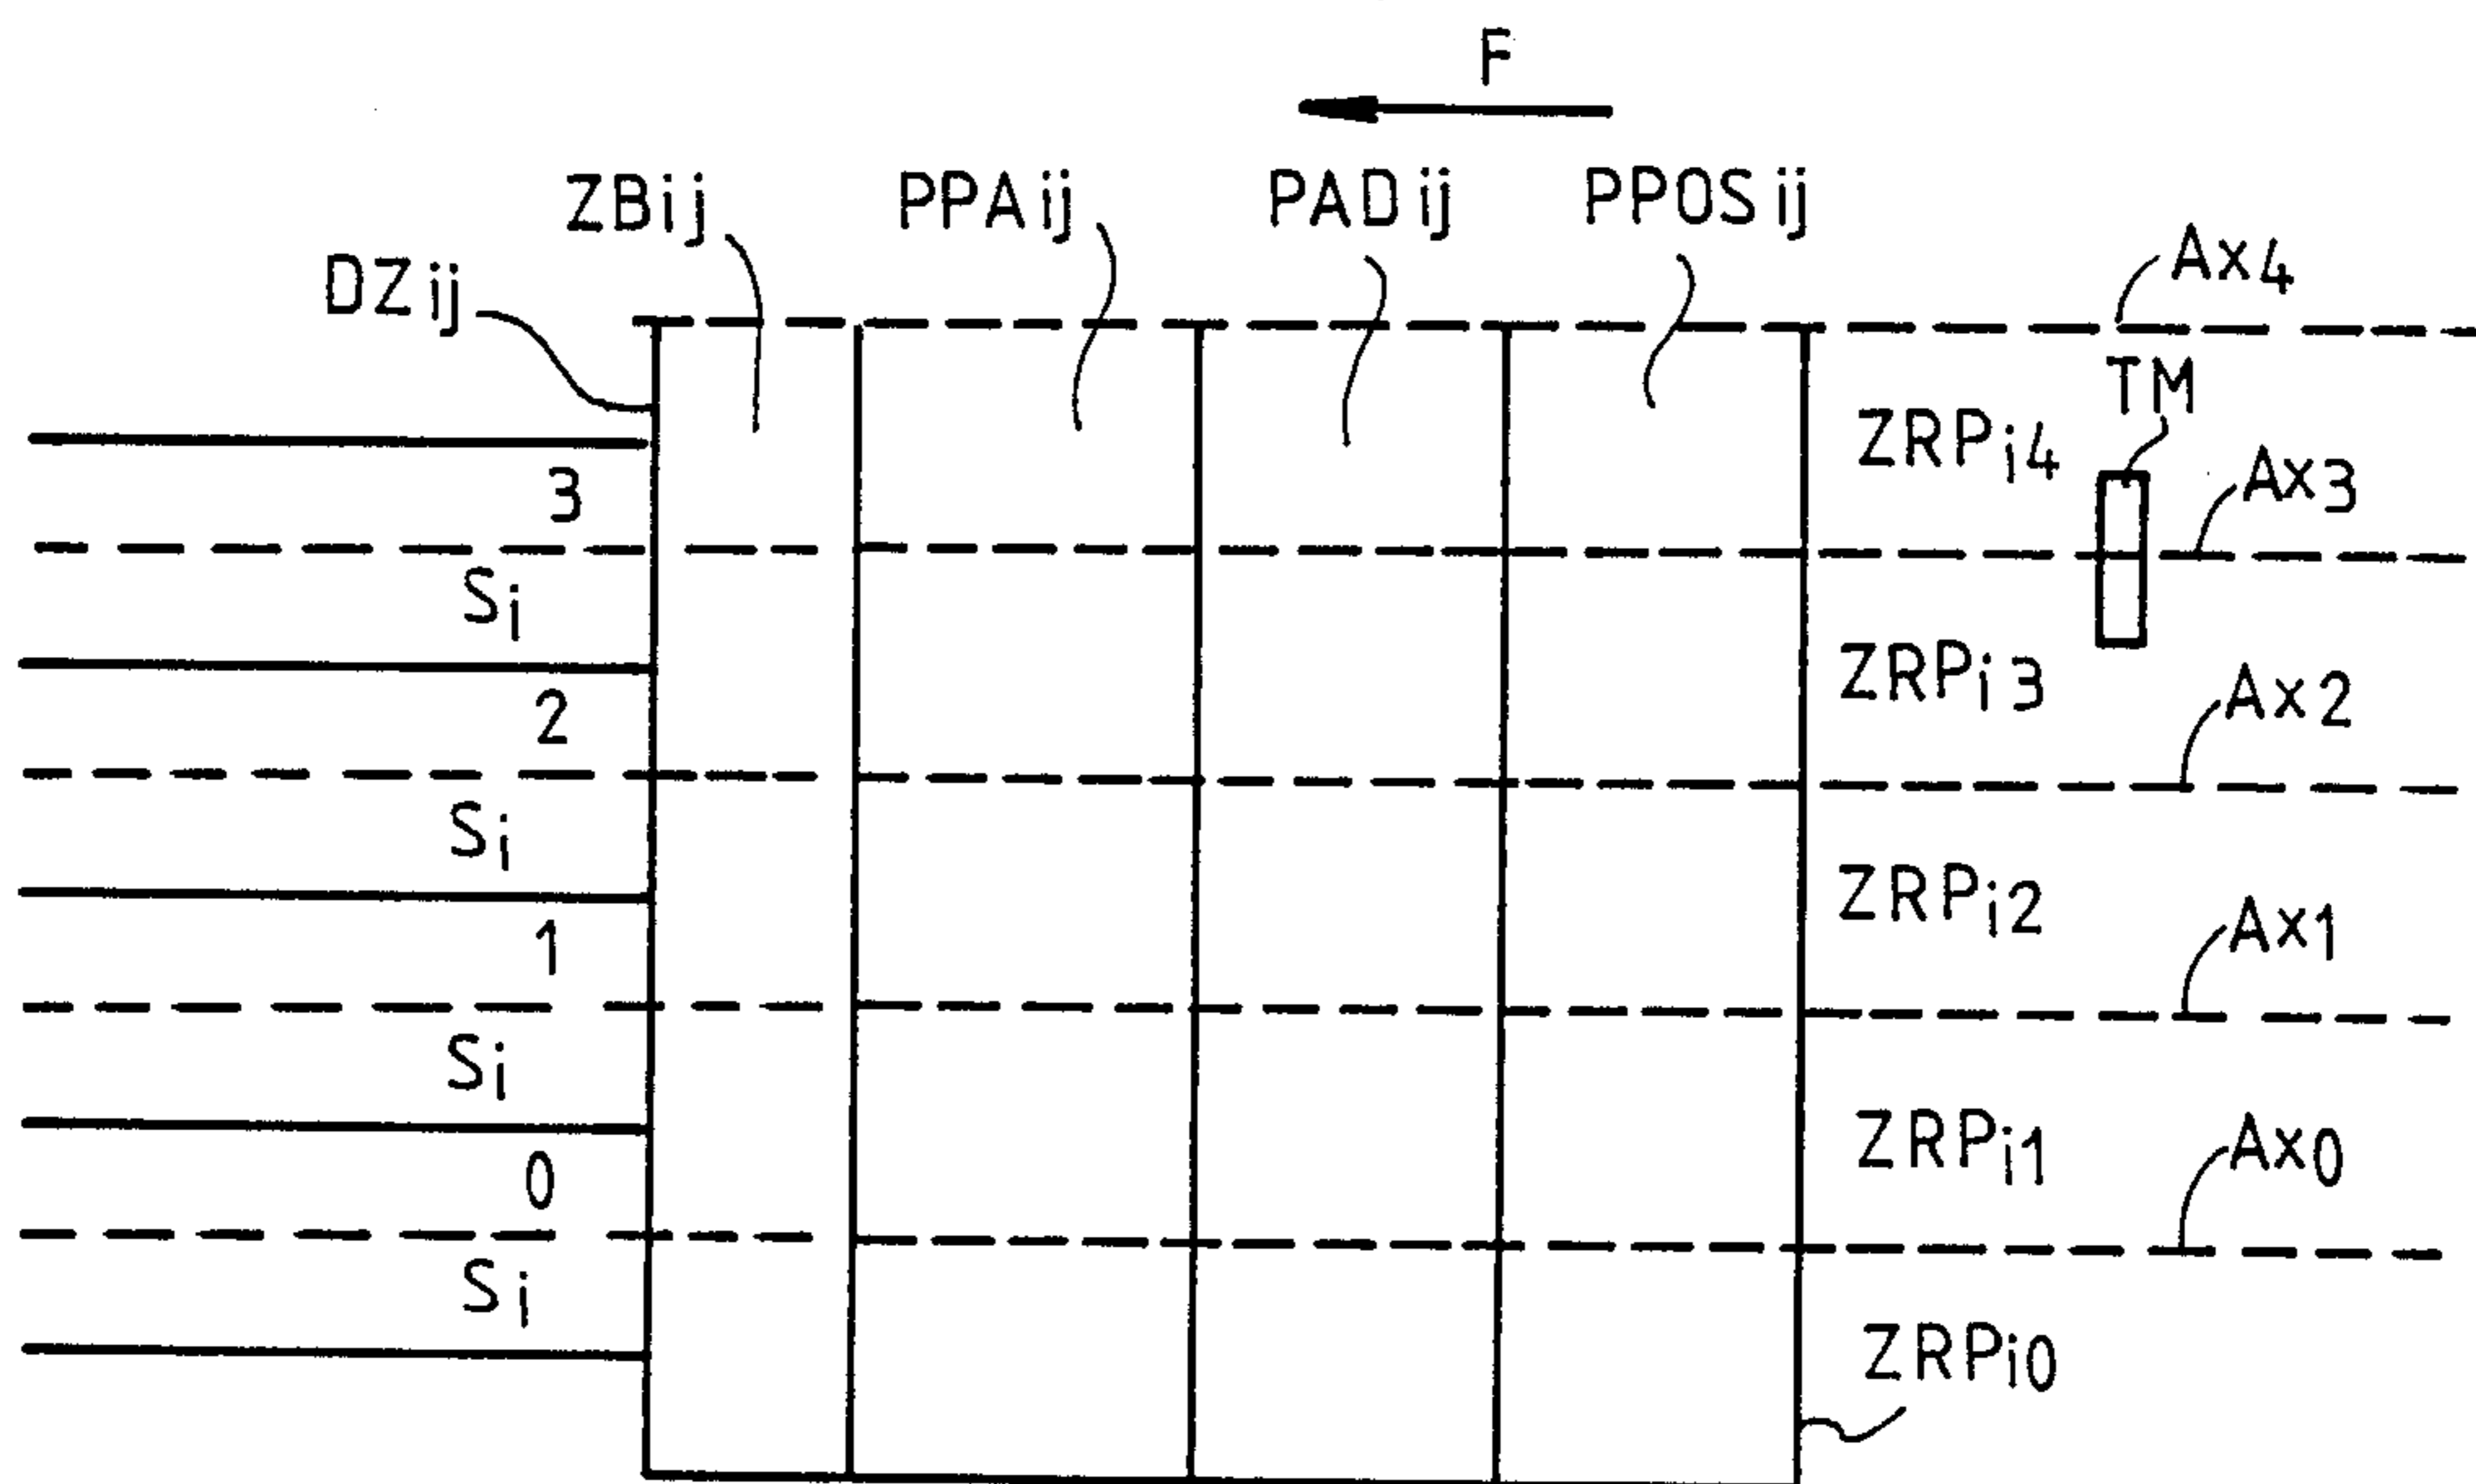 F
ZBij PPAij PADij PPOSij
DZij Ax4
TM
ZRPi4
3 Ax3
Si
ZRPi3
2 Ax2
Si
ZRPi2
1 Ax1
Si
ZRPi1
0 Ax0
Si
ZRPi0